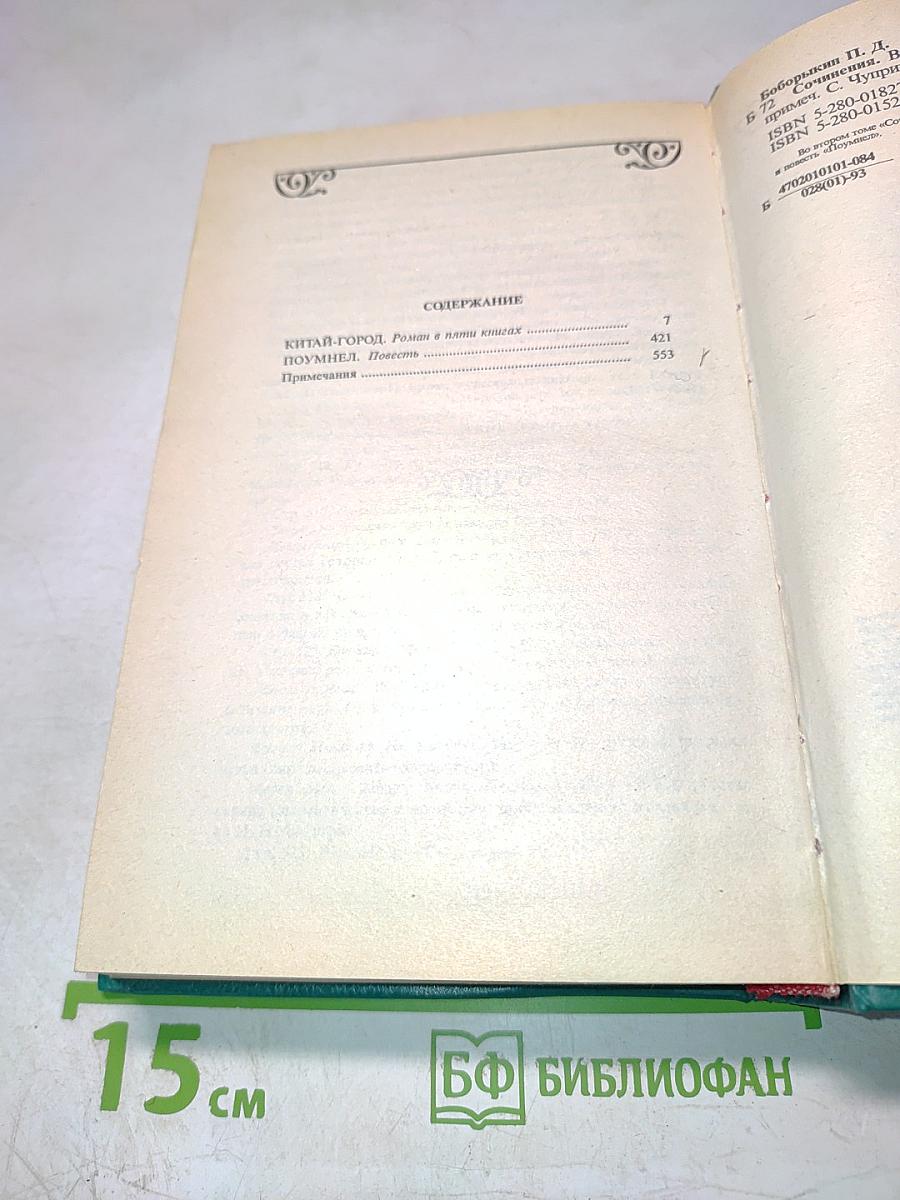 СОДЕРЖАНИЕ
КИТАЙ-ГОРОД. Роман в пяти книгах ........................... 7
ПОУМНЕЛ. Повесть ........................... 421
Примечания ........................... 553
Боборыкин П. Д.
Б 72 Сочинения. В
примеч. С. Чупри
ISBN 5-280-0182
ISBN 5-280-0152
Во втором томе «Со
и повесть «Поумнел».
Б 4702010101-084
028(01)-93
15 см
БФ БИБЛИОФАН